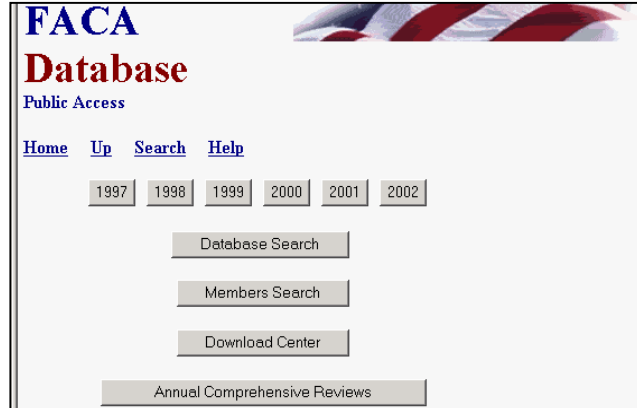 FACA
Database
Public Access
Home Up Search Help
1997 1998 1999 2000 2001 2002
Database Search
Members Search
Download Center
Annual Comprehensive Reviews